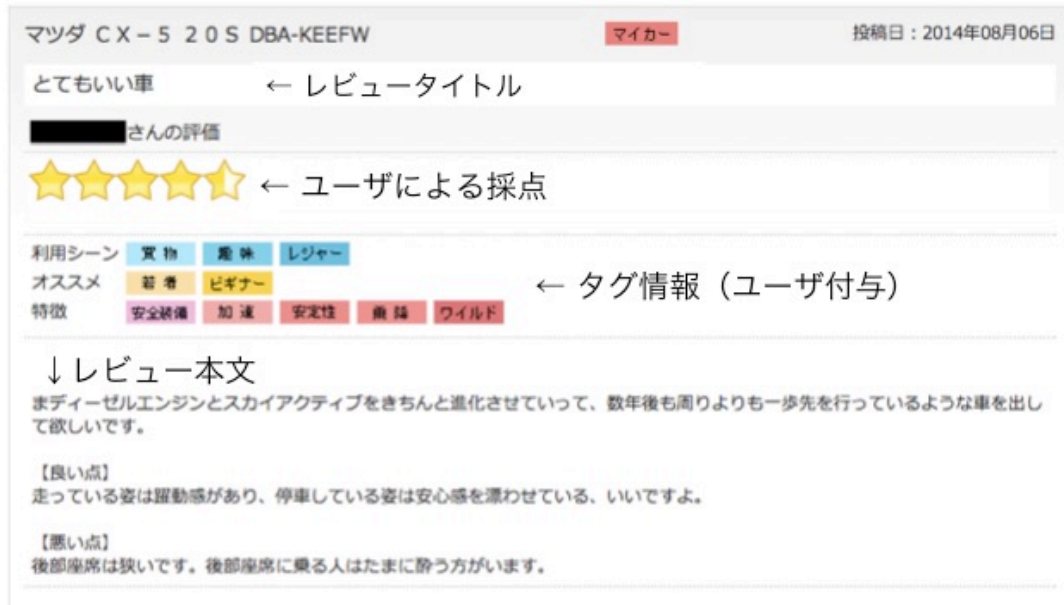 マツダ CX－5 20S DBA-KEEFW マイカー 投稿日：2014年08月06日
とてもいい車 ← レビュータイトル
さんの評価
← ユーザによる採点
利用シーン 買物 趣味 レジャー
オススメ 若者 ビギナー ← タグ情報（ユーザ付与）
特徴 安全装備 加速 安定性 乗降 ワイルド
↓レビュー本文
まディーゼルエンジンとスカイアクティブをきちんと進化させていって、数年後も周りよりも一歩先を行っているような車を出し
て欲しいです。
【良い点】
走っている姿は躍動感があり、停車している姿は安心感を漂わせている、いいですよ。
【悪い点】
後部座席は狭いです。後部座席に乗る人はたまに酔う方がいます。